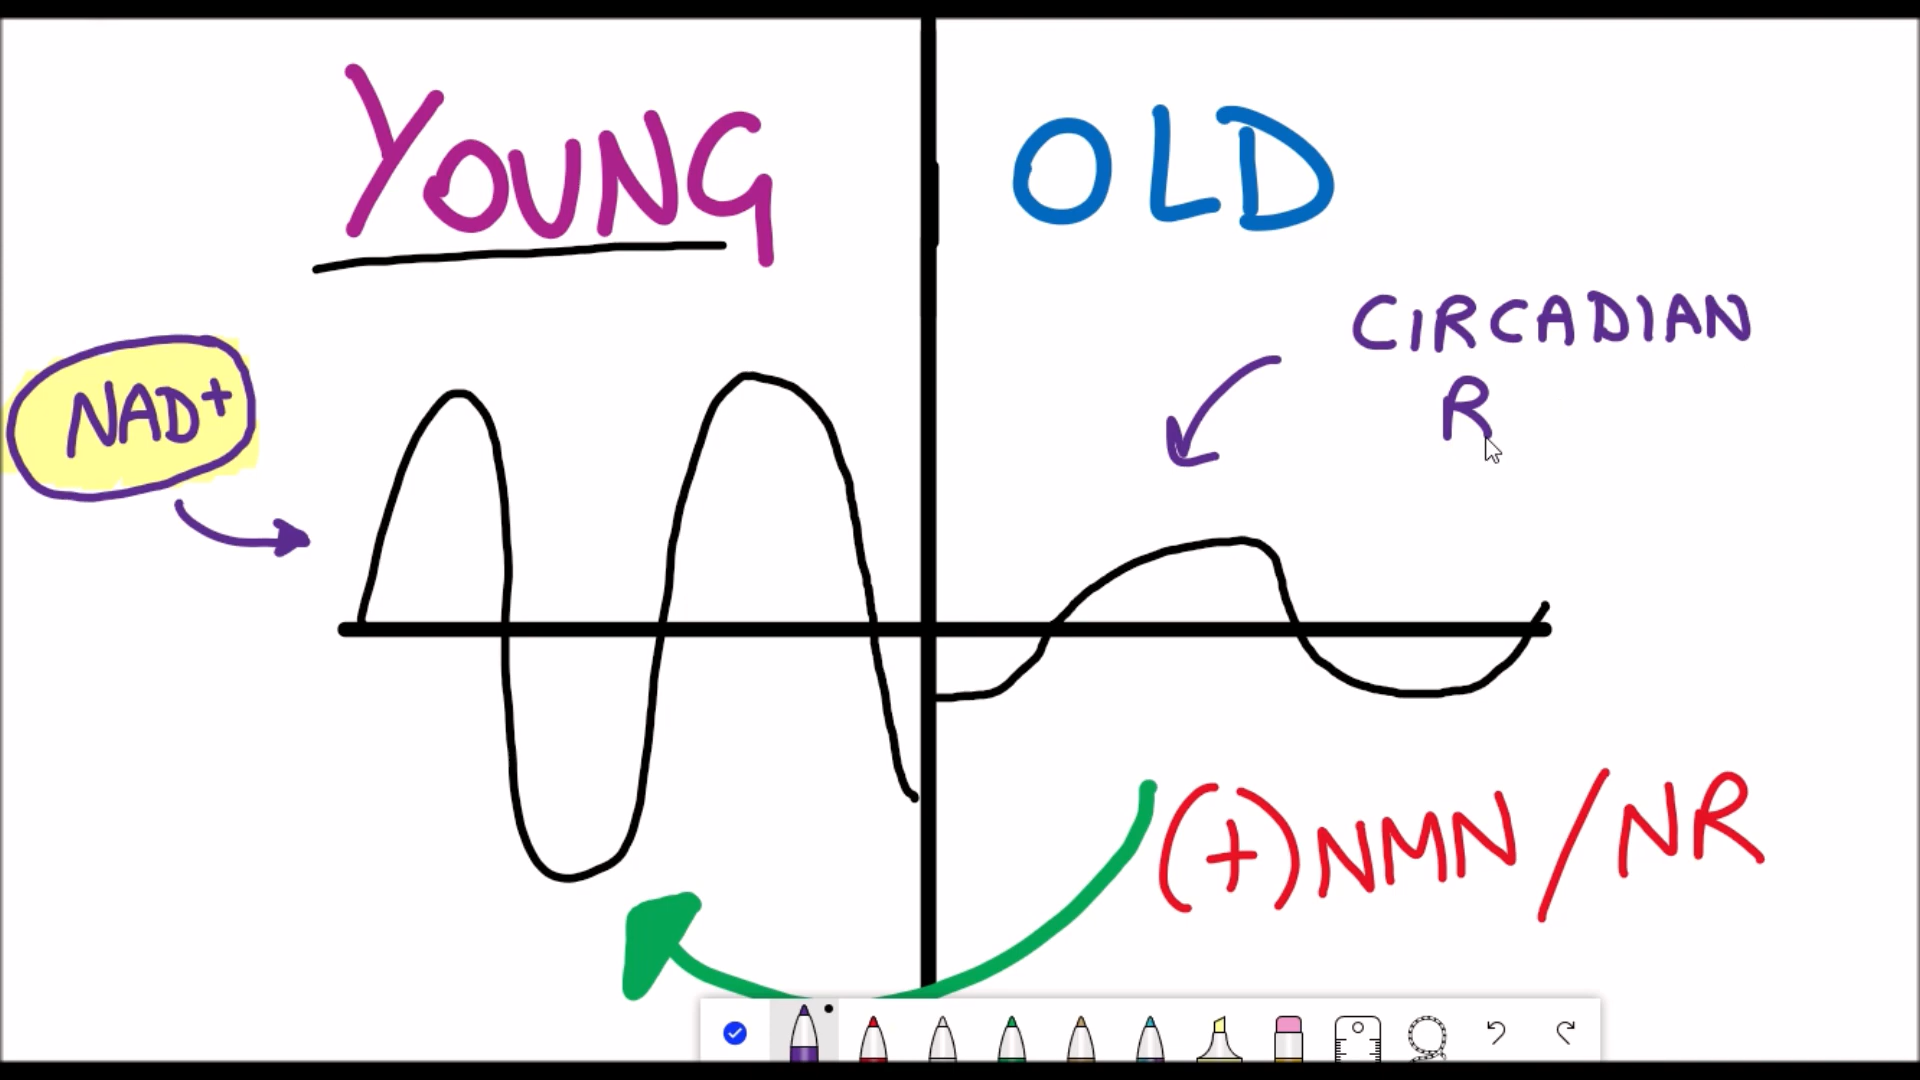 YOUNG
OLD
CIRCADIAN
R
NAD+
(+) NMN/NR